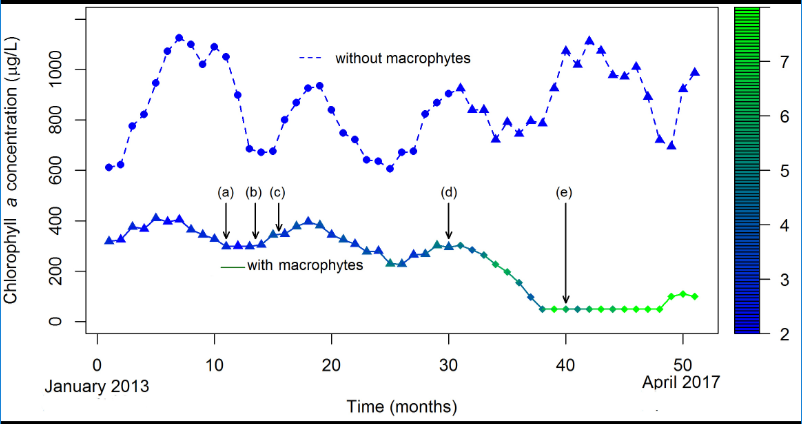 Chlorophyll a concentration (µg/L)
0 200 400 600 800 1000
without macrophytes
(a) (b) (c) (d) (e)
with macrophytes
0 10 20 30 40 50
January 2013
April 2017
Time (months)
7
6
5
4
3
2